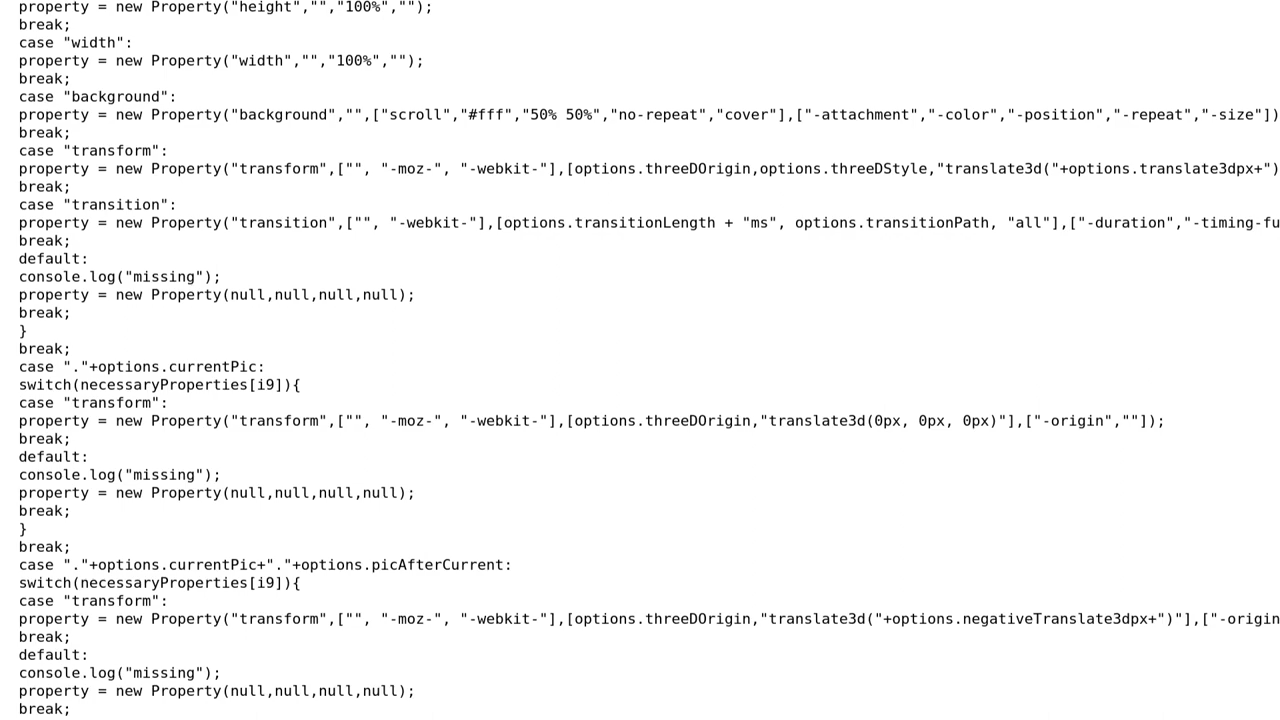 property = new Property("height","","100%","");
break;
case "width":
property = new Property("width","","100%","");
break;
case "background":
property = new Property("background","",["scroll","#fff","50% 50%","no-repeat","cover"],["-attachment","-color","-position","-repeat","-size"])
break;
case "transform":
property = new Property("transform",["", "-moz-", "-webkit-"],[options.threeDOrigin,options.threeDStyle,"translate3d("+options.translate3dpx+")
break;
case "transition":
property = new Property("transition",["", "-webkit-"],[options.transitionLength + "ms", options.transitionPath, "all"],["-duration","-timing-fu
break;
default:
console.log("missing");
property = new Property(null,null,null,null);
break;
}
break;
case "."+options.currentPic:
switch(necessaryProperties[i9]){
case "transform":
property = new Property("transform",["", "-moz-", "-webkit-"],[options.threeDOrigin,"translate3d(0px, 0px, 0px)"],["-origin",""]);
break;
default:
console.log("missing");
property = new Property(null,null,null,null);
break;
}
break;
case "."+options.currentPic+"."+options.picAfterCurrent:
switch(necessaryProperties[i9]){
case "transform":
property = new Property("transform",["", "-moz-", "-webkit-"],[options.threeDOrigin,"translate3d("+options.negativeTranslate3dpx+")"],["-origin
break;
default:
console.log("missing");
property = new Property(null,null,null,null);
break;